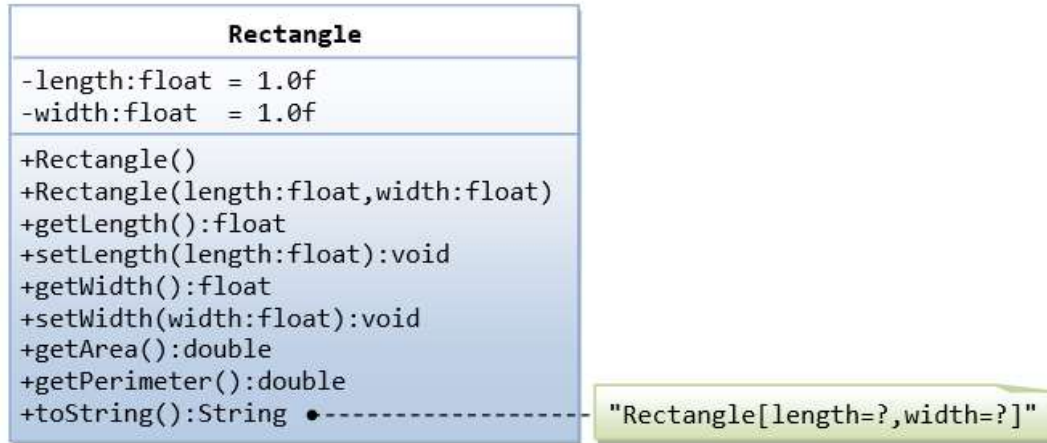 Rectangle
-length:float = 1.0f
-width:float  = 1.0f
+Rectangle()
+Rectangle(length:float,width:float)
+getLength():float
+setLength(length:float):void
+getWidth():float
+setWidth(width:float):void
+getArea():double
+getPerimeter():double
+toString():String
"Rectangle[length=?,width=?]"